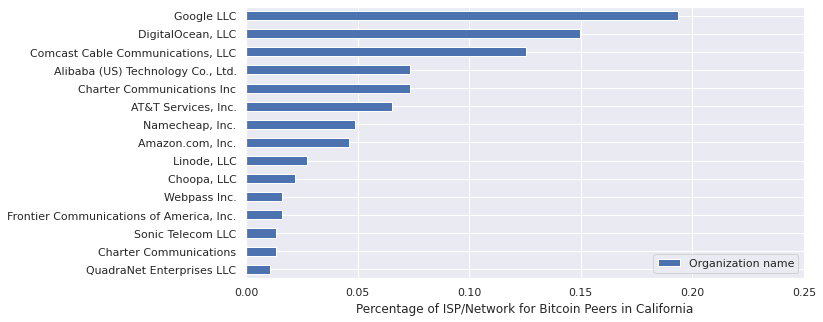 Google LLC
DigitalOcean, LLC
Comcast Cable Communications, LLC
Alibaba (US) Technology Co., Ltd.
Charter Communications Inc
AT&T Services, Inc.
Namecheap, Inc.
Amazon.com, Inc.
Linode, LLC
Choopa, LLC
Webpass Inc.
Frontier Communications of America, Inc.
Sonic Telecom LLC
Charter Communications
QuadraNet Enterprises LLC
Organization name
0.00 0.05 0.10 0.15 0.20 0.25
Percentage of ISP/Network for Bitcoin Peers in California